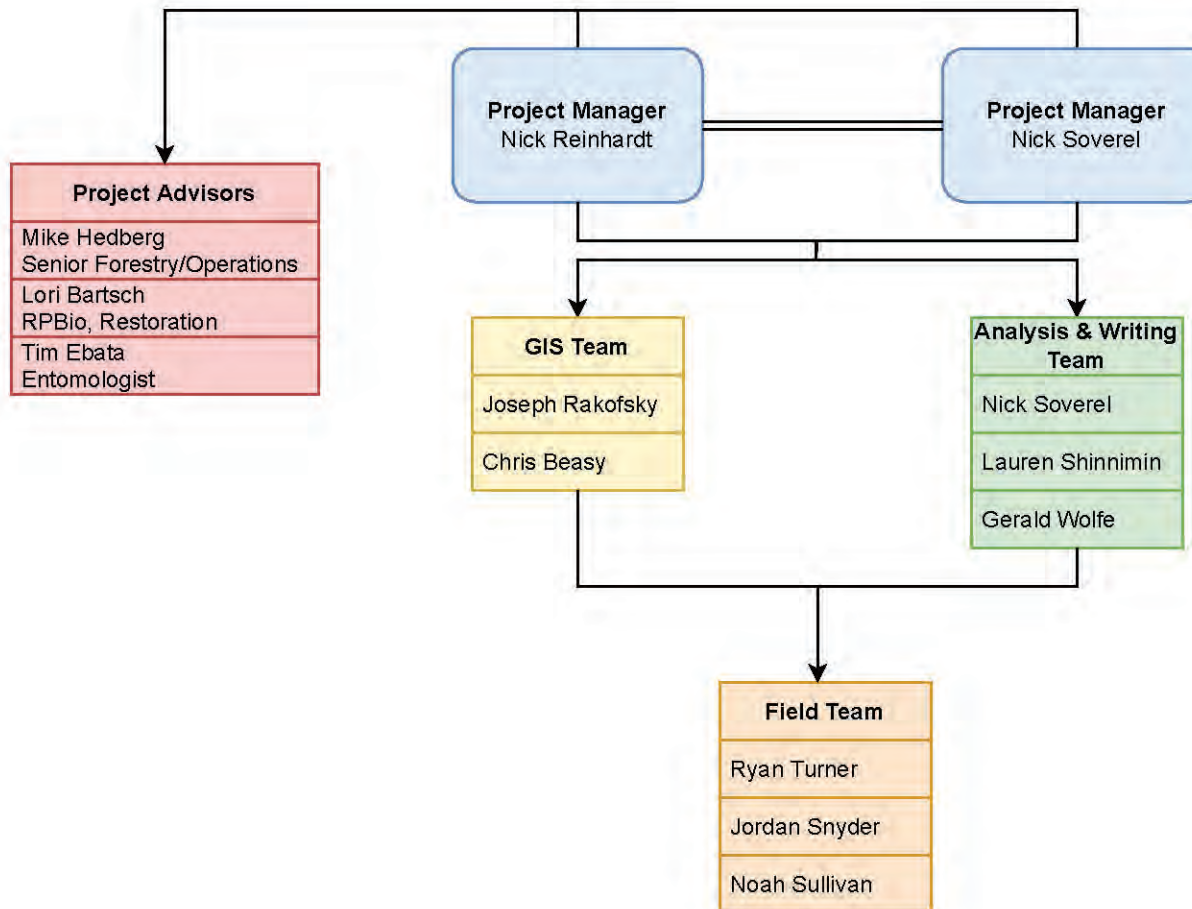 Project Manager
Nick Reinhardt
Project Manager
Nick Soverel
Project Advisors
Mike Hedberg
Senior Forestry/Operations
Lori Bartsch
RPBio, Restoration
Tim Ebata
Entomologist
GIS Team
Joseph Rakofsky
Chris Beasy
Analysis & Writing
Team
Nick Soverel
Lauren Shinnimin
Gerald Wolfe
Field Team
Ryan Turner
Jordan Snyder
Noah Sullivan